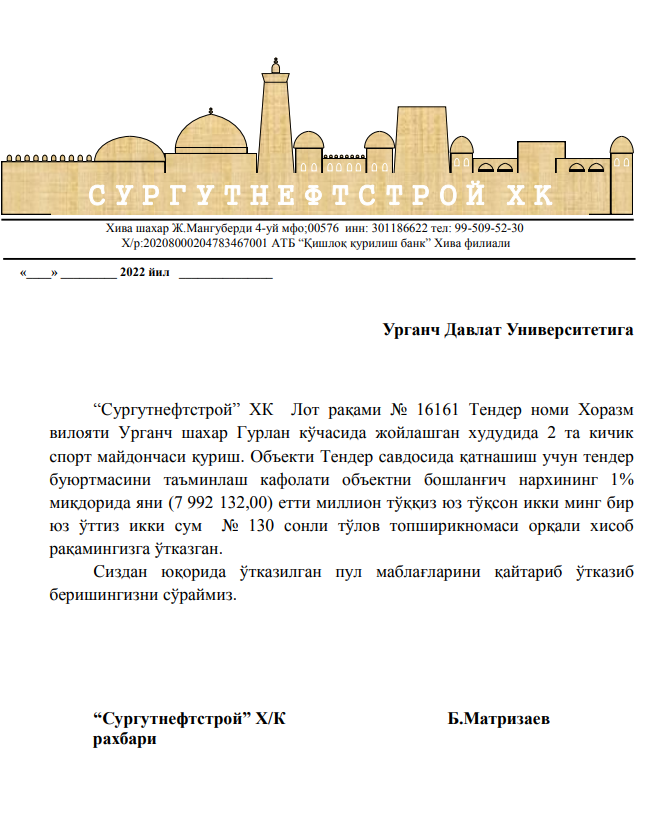 СУРГУТНЕФТСТРОЙ ХК
Хива шахар Ж.Мангуберди 4-уй мфо;00576 инн: 301186622 тел: 99-509-52-30
Х/р:20208000204783467001 АТБ “Қишлоқ қурилиш банк” Хива филиали
«____» _________ 2022 йил _______________
Урганч Давлат Университетига
“Сургутнефтстрой” ХК Лот рақами № 16161 Тендер номи Хоразм
вилояти Урганч шахар Гурлан кўчасида жойлашган худудида 2 та кичик
спорт майдончаси қуриш. Объекти Тендер савдосида қатнашиш учун тендер
буюртмасини таъминлаш кафолати объектни бошланғич нархининг 1%
миқдорида яни (7 992 132,00) етти миллион тўққиз юз тўқсон икки минг бир
юз ўттиз икки сум № 130 сонли тўлов топширикномаси орқали хисоб
рақамингизга ўтказган.
Сиздан юқорида ўтказилган пул маблағларини қайтариб ўтказиб
беришингизни сўраймиз.
“Сургутнефтстрой” Х/К Б.Матризаев
рахбари